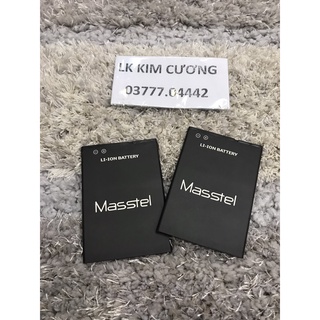 LK KIM CƯƠNG
03777.04442
LI-ION BATTERY
Masstel
LI-ION BATTERY
Masstel